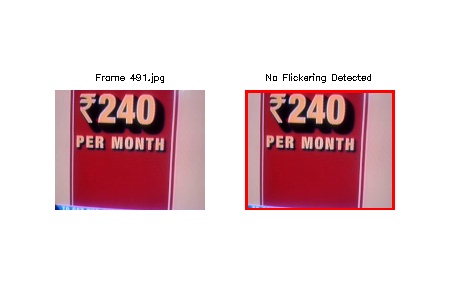 Frame 491.jpg
No Flickering Detected
₹240
PER MONTH
₹240
PER MONTH